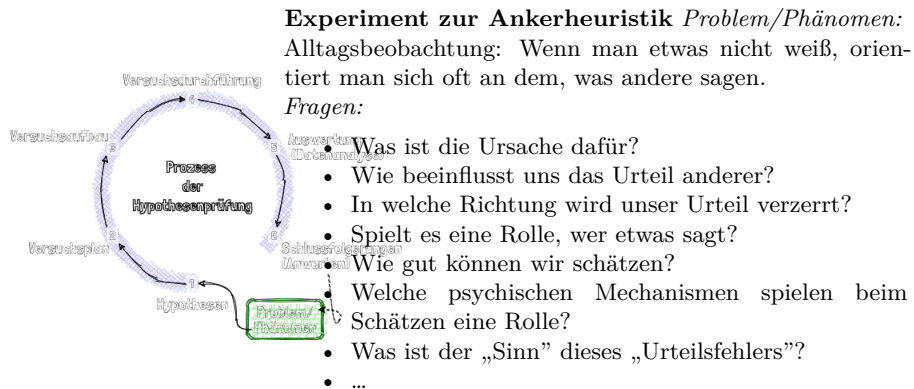 Experiment zur Ankerheuristik Problem/Phänomen:
Alltagsbeobachtung: Wenn man etwas nicht weiß, orien-
tiert man sich oft an dem, was andere sagen.
Fragen:
• Was ist die Ursache dafür?
• Wie beeinflusst uns das Urteil anderer?
• In welche Richtung wird unser Urteil verzerrt?
• Spielt es eine Rolle, wer etwas sagt?
• Wie gut können wir schätzen?
• Welche psychischen Mechanismen spielen beim
Schätzen eine Rolle?
• Was ist der „Sinn” dieses „Urteilsfehlers”?
• ...
Versuchsdurchführung
4
Versuchsaufbau
3
5
Auswertung
(Datenanalyse)
Prozess
der
Hypothesenprüfung
Versuchsplan
2
6
Schlussfolgerungen
(Antworten)
1
Hypothesen
Problem/
Phänomen